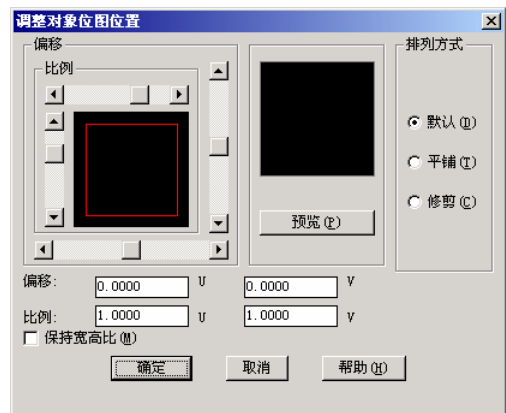 调整对象位图位置
偏移
比例
排列方式
默认(D)
平铺(T)
修剪(C)
预览(P)
偏移: 0.0000 U 0.0000 V
比例: 1.0000 U 1.0000 V
保持宽高比(M)
确定 取消 帮助(H)